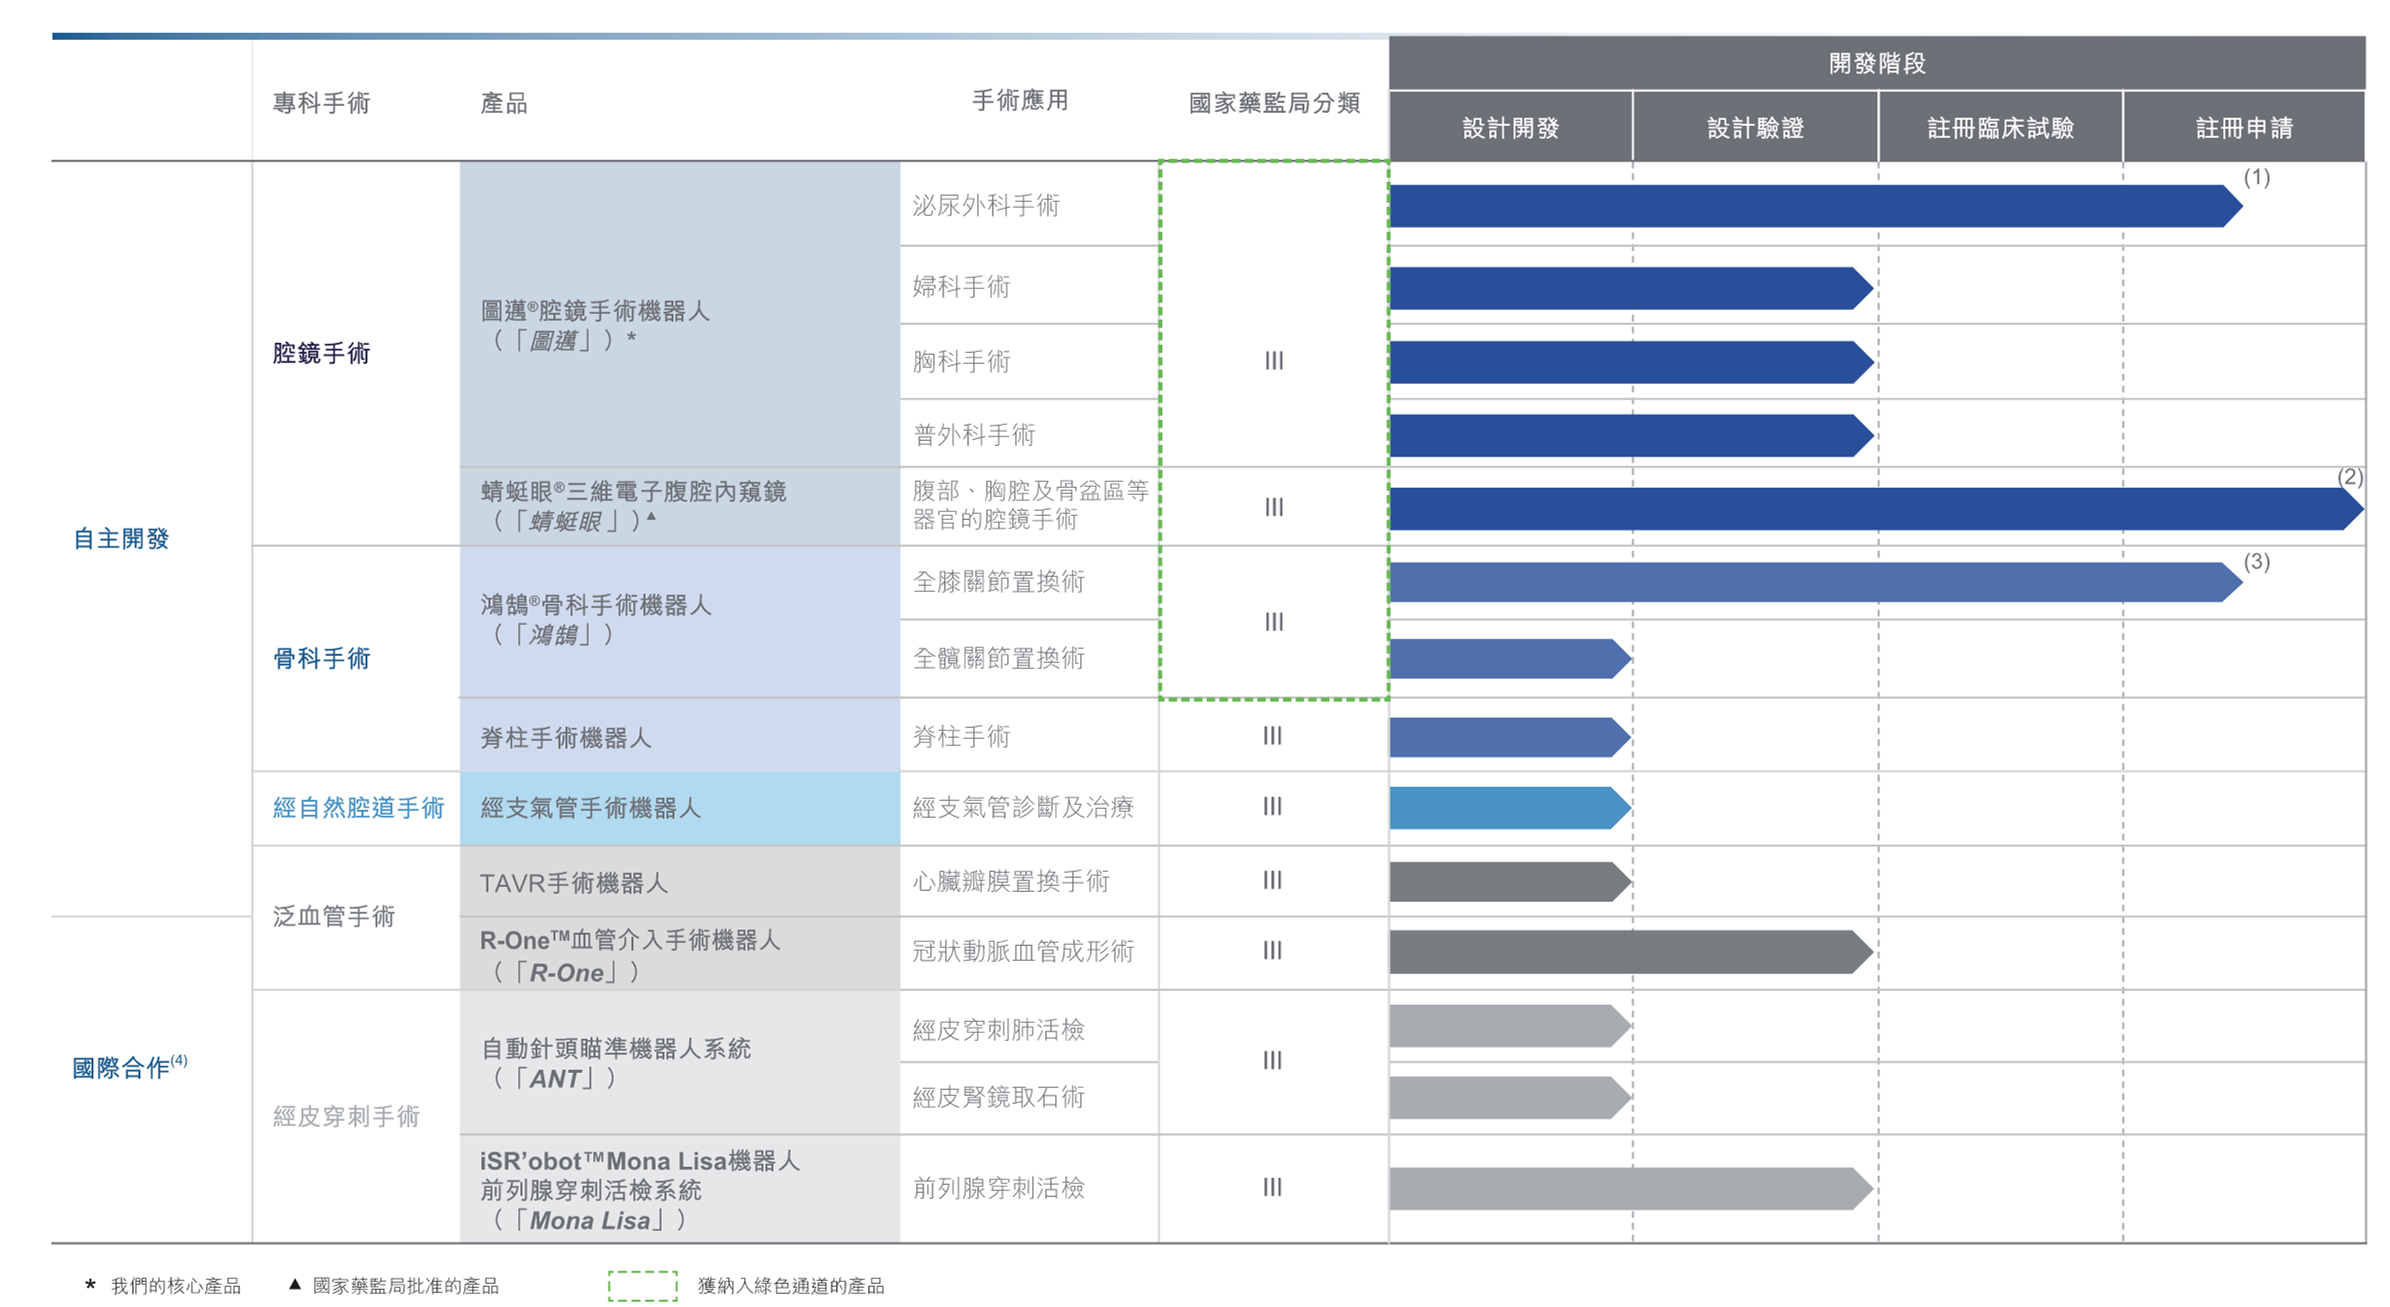 開發階段
專科手術
產品
手術應用
國家藥監局分類
設計開發
設計驗證
註冊臨床試驗
註冊申請
自主開發
腔鏡手術
圖邁®腔鏡手術機器人
（「圖邁」）*
泌尿外科手術
(1)
婦科手術
胸科手術
普外科手術
III
蜻蜓眼®三維電子腹腔內窺鏡
（「蜻蜓眼」）▲
腹部、胸腔及骨盆區等
器官的腔鏡手術
III
(2)
骨科手術
鴻鵠®骨科手術機器人
（「鴻鵠」）
全膝關節置換術
(3)
全髖關節置換術
III
脊柱手術機器人
脊柱手術
III
經自然腔道手術
經支氣管手術機器人
經支氣管診斷及治療
III
泛血管手術
TAVR手術機器人
心臟瓣膜置換手術
III
國際合作(4)
R-One™血管介入手術機器人
（「R-One」）
冠狀動脈血管成形術
III
經皮穿刺手術
自動針頭瞄準機器人系統
（「ANT」）
經皮穿刺肺活檢
經皮腎鏡取石術
III
iSR’obot™Mona Lisa機器人
前列腺穿刺活檢系統
（「Mona Lisa」）
前列腺穿刺活檢
III
* 我們的核心產品
▲ 國家藥監局批准的產品
獲納入綠色通道的產品